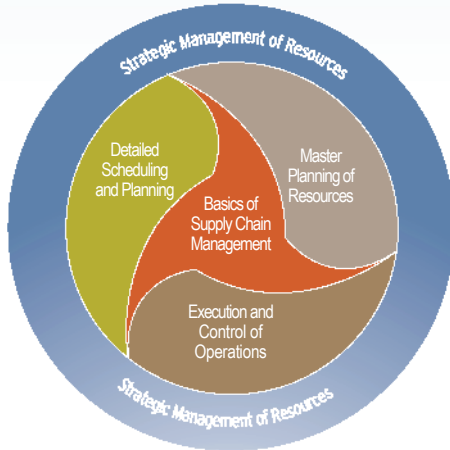 Strategic Management of Resources
Detailed
Scheduling
and Planning
Master
Planning of
Resources
Basics of
Supply Chain
Management
Execution and
Control of
Operations
Strategic Management of Resources